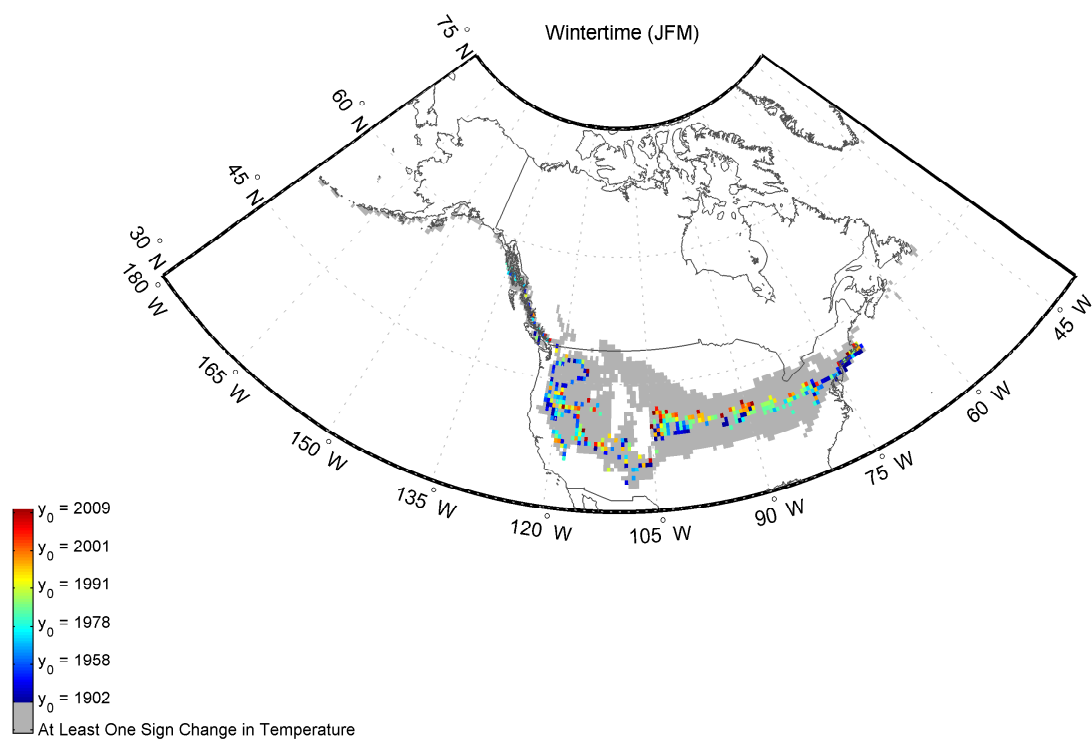 Wintertime (JFM)
75° N
60° N
45° N
30° N
180° W
165° W
150° W
135° W
120° W
105° W
90° W
75° W
60° W
45° W
y0 = 2009
y0 = 2001
y0 = 1991
y0 = 1978
y0 = 1958
y0 = 1902
At Least One Sign Change in Temperature